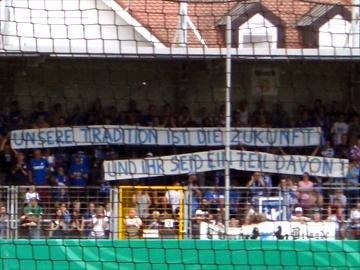 UNSERE TRADITION IST DIE ZUKUNFT
UND IHR SEID EIN TEIL DAVON!